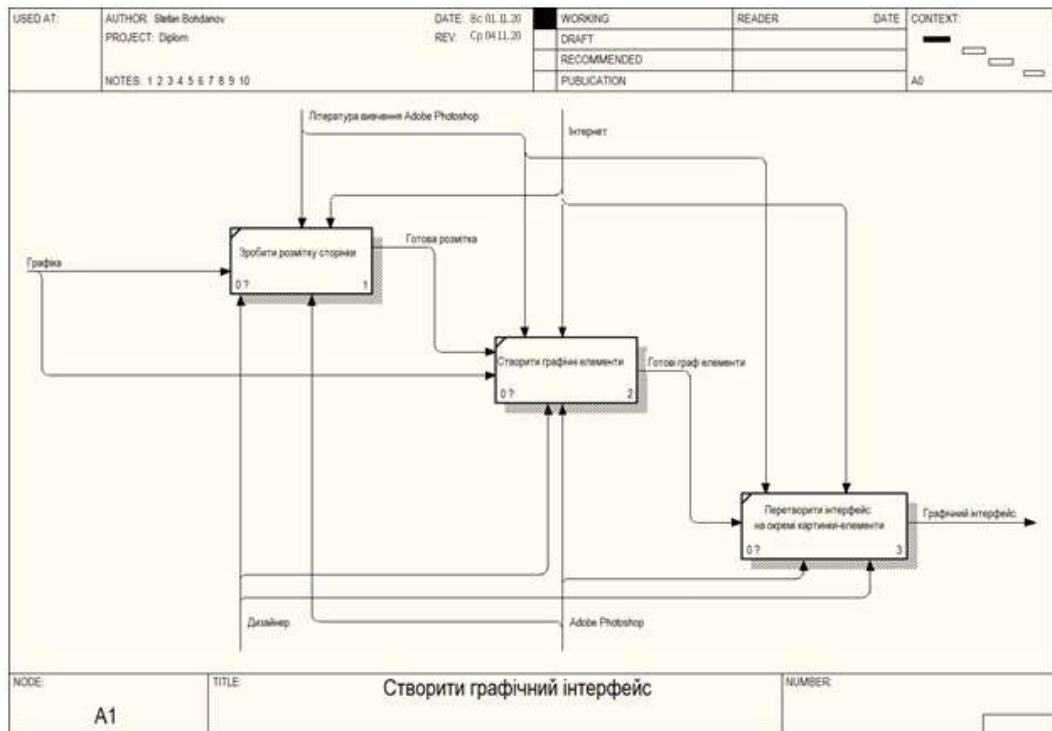 USED AT:
AUTHOR: Stefan Bohdanov
DATE: Вс 01.11.20
WORKING
READER
DATE
CONTEXT:
PROJECT: Diplom
REV: Ср 04.11.20
DRAFT
RECOMMENDED
NOTES: 1 2 3 4 5 6 7 8 9 10
PUBLICATION
A0
Література вивчення Adobe Photoshop
Інтернет
Готова розмітка
Зробити розмітку сторінки
Графіка
0 ?
1
Створити графічні елементи
Готові граф елементи
0 ?
2
Перетворити інтерфейс
на окремі картинки-елементи
Графічний інтерфейс
0 ?
3
Дизайнер
Adobe Photoshop
NODE:
TITLE:
Створити графічний інтерфейс
NUMBER:
A1